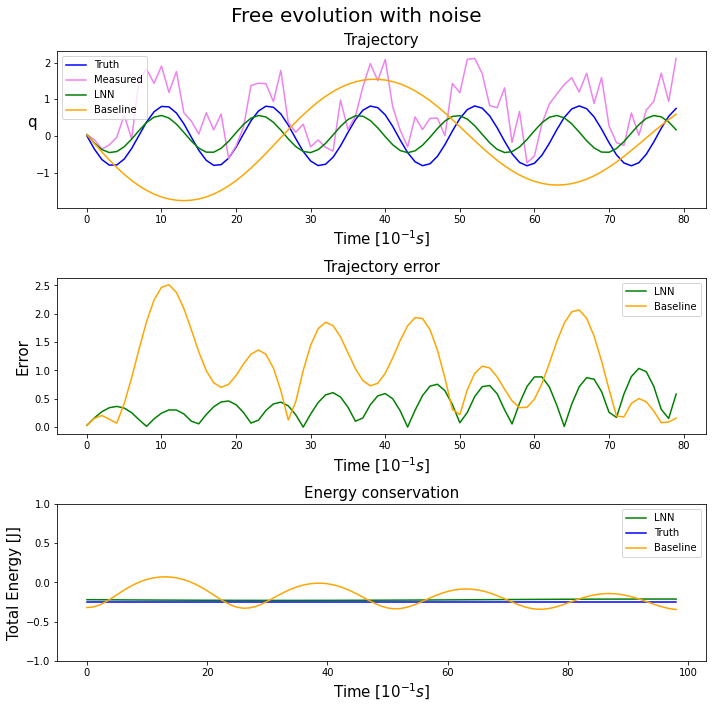 Free evolution with noise
Trajectory
Truth
Measured
LNN
Baseline
q
2
1
0
−1
0 10 20 30 40 50 60 70 80
Time [10⁻¹s]
Trajectory error
LNN
Baseline
Error
2.5
2.0
1.5
1.0
0.5
0.0
0 10 20 30 40 50 60 70 80
Time [10⁻¹s]
Energy conservation
LNN
Truth
Baseline
Total Energy [J]
1.0
0.5
0.0
−0.5
−1.0
0 20 40 60 80 100
Time [10⁻¹s]